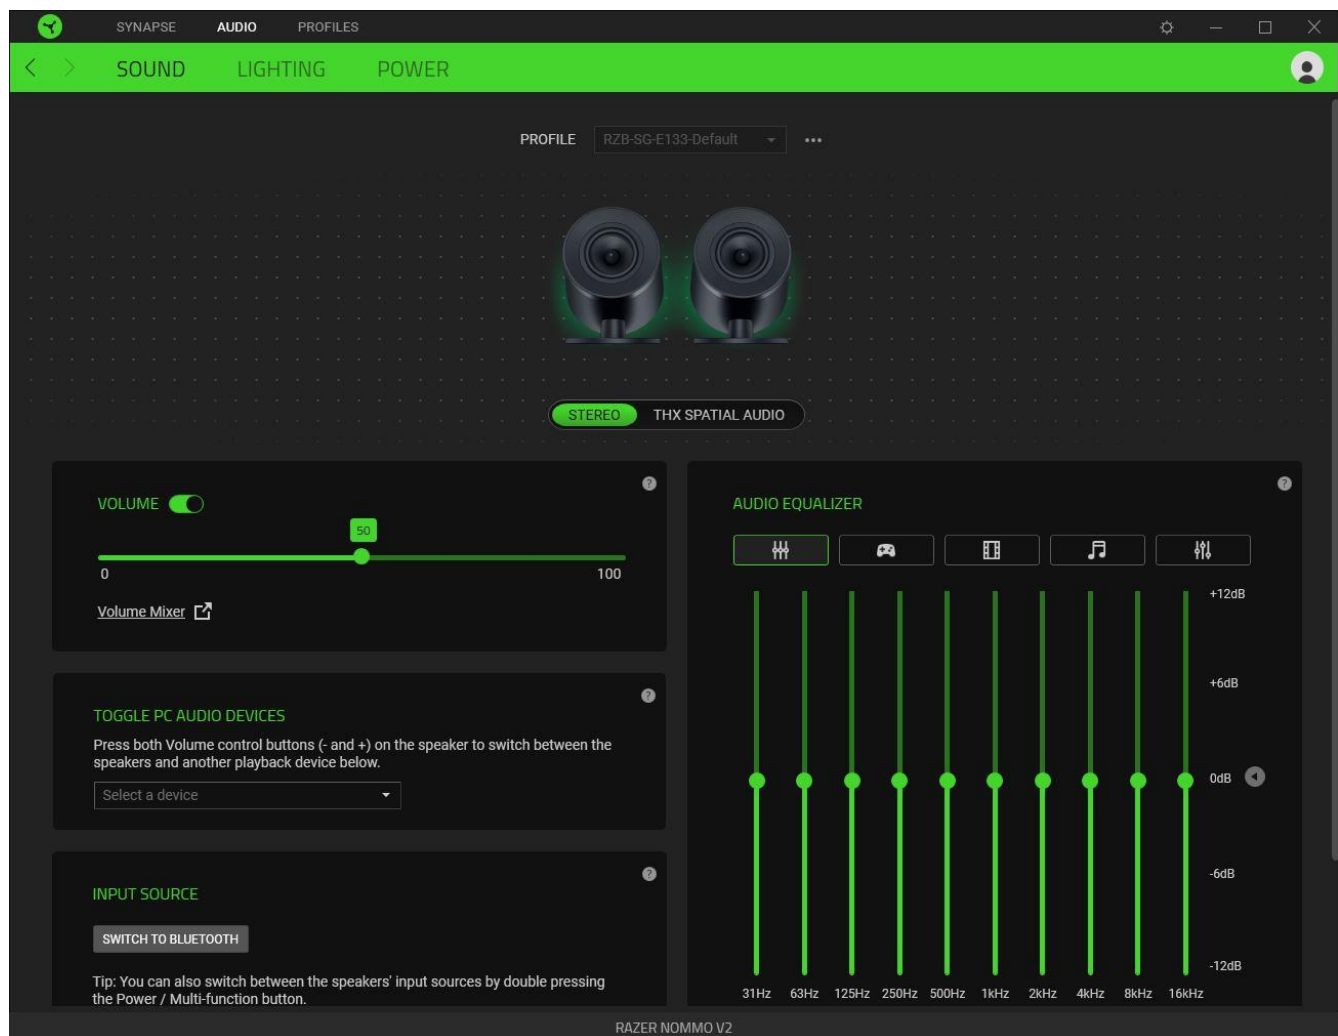 SYNAPSE AUDIO PROFILES
SOUND LIGHTING POWER
PROFILE RZB-SG-E133-Default
STEREO THX SPATIAL AUDIO
VOLUME
50
0 100
Volume Mixer
TOGGLE PC AUDIO DEVICES
Press both Volume control buttons (- and +) on the speaker to switch between the
speakers and another playback device below.
Select a device
INPUT SOURCE
SWITCH TO BLUETOOTH
Tip: You can also switch between the speakers' input sources by double pressing
the Power / Multi-function button.
AUDIO EQUALIZER
+12dB
+6dB
0dB
-6dB
-12dB
31Hz 63Hz 125Hz 250Hz 500Hz 1kHz 2kHz 4kHz 8kHz 16kHz
RAZER NOMMO V2